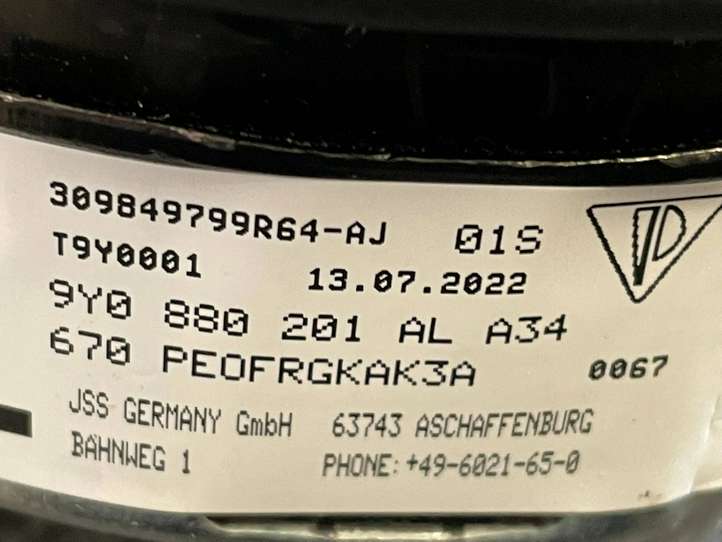 309849799R64-AJ 01S
T9Y0001 13.07.2022
9Y0 880 201 AL A34
670 PEOFRGKAK3A 0067
JSS GERMANY GmbH 63743 ASCHAFFENBURG
BAHNWEG 1 PHONE: +49-6021-65-0